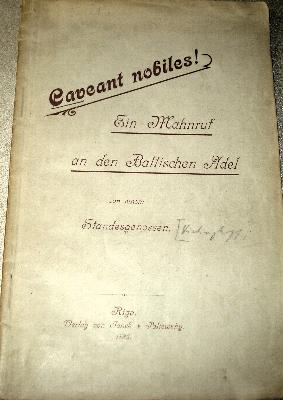 Caveant nobiles!
Ein Mahnruf
an den Baltischen Adel
von einem
Standesgenossen.
Riga.
Verlag von Jonck & Poliewsky.